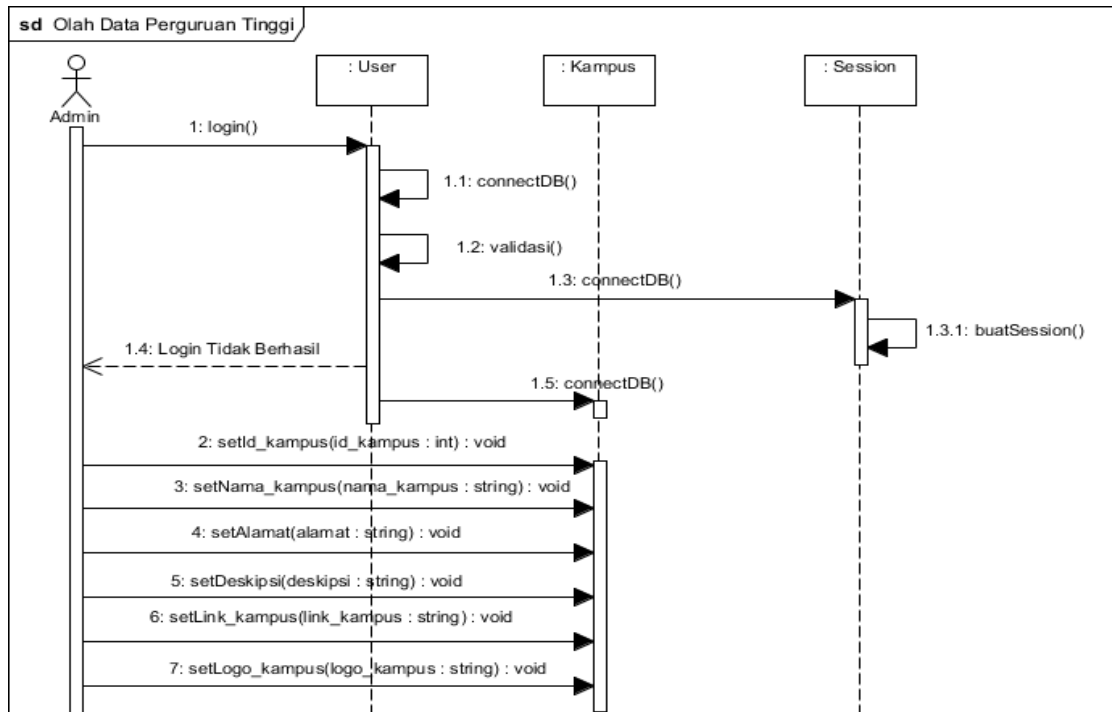 sd Olah Data Perguruan Tinggi
: User
: Kampus
: Session
Admin
1: login()
1.1: connectDB()
1.2: validasi()
1.3: connectDB()
1.3.1: buatSession()
1.4: Login Tidak Berhasil
1.5: connectDB()
2: setId_kampus(id_kampus : int) : void
3: setNama_kampus(nama_kampus : string) : void
4: setAlamat(alamat : string) : void
5: setDeskipsi(deskipsi : string) : void
6: setLink_kampus(link_kampus : string) : void
7: setLogo_kampus(logo_kampus : string) : void